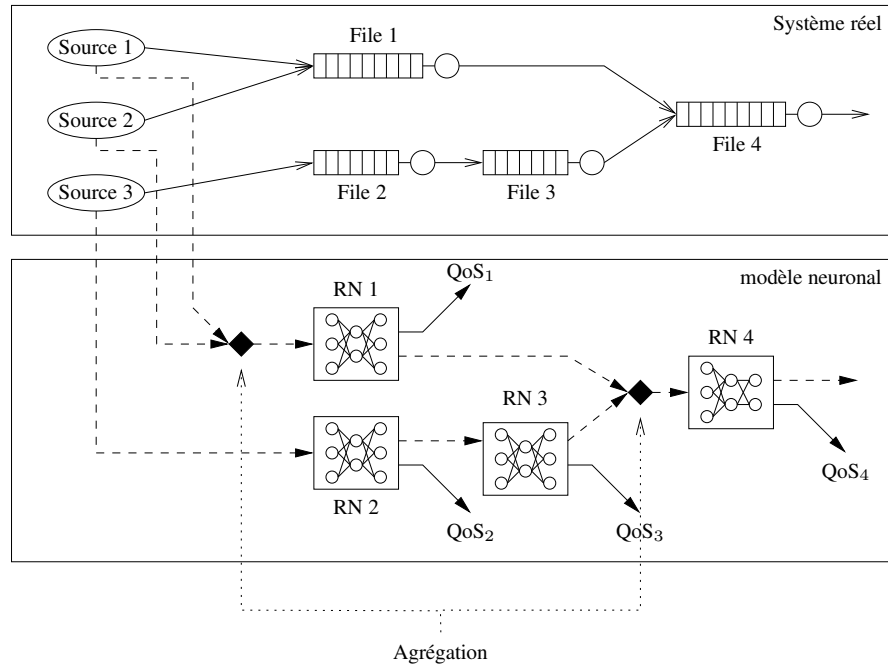 Système réel
Source 1
File 1
Source 2
File 4
Source 3
File 2
File 3
modèle neuronal
QoS1
RN 1
RN 4
RN 3
RN 2
QoS4
QoS2
QoS3
Agrégation